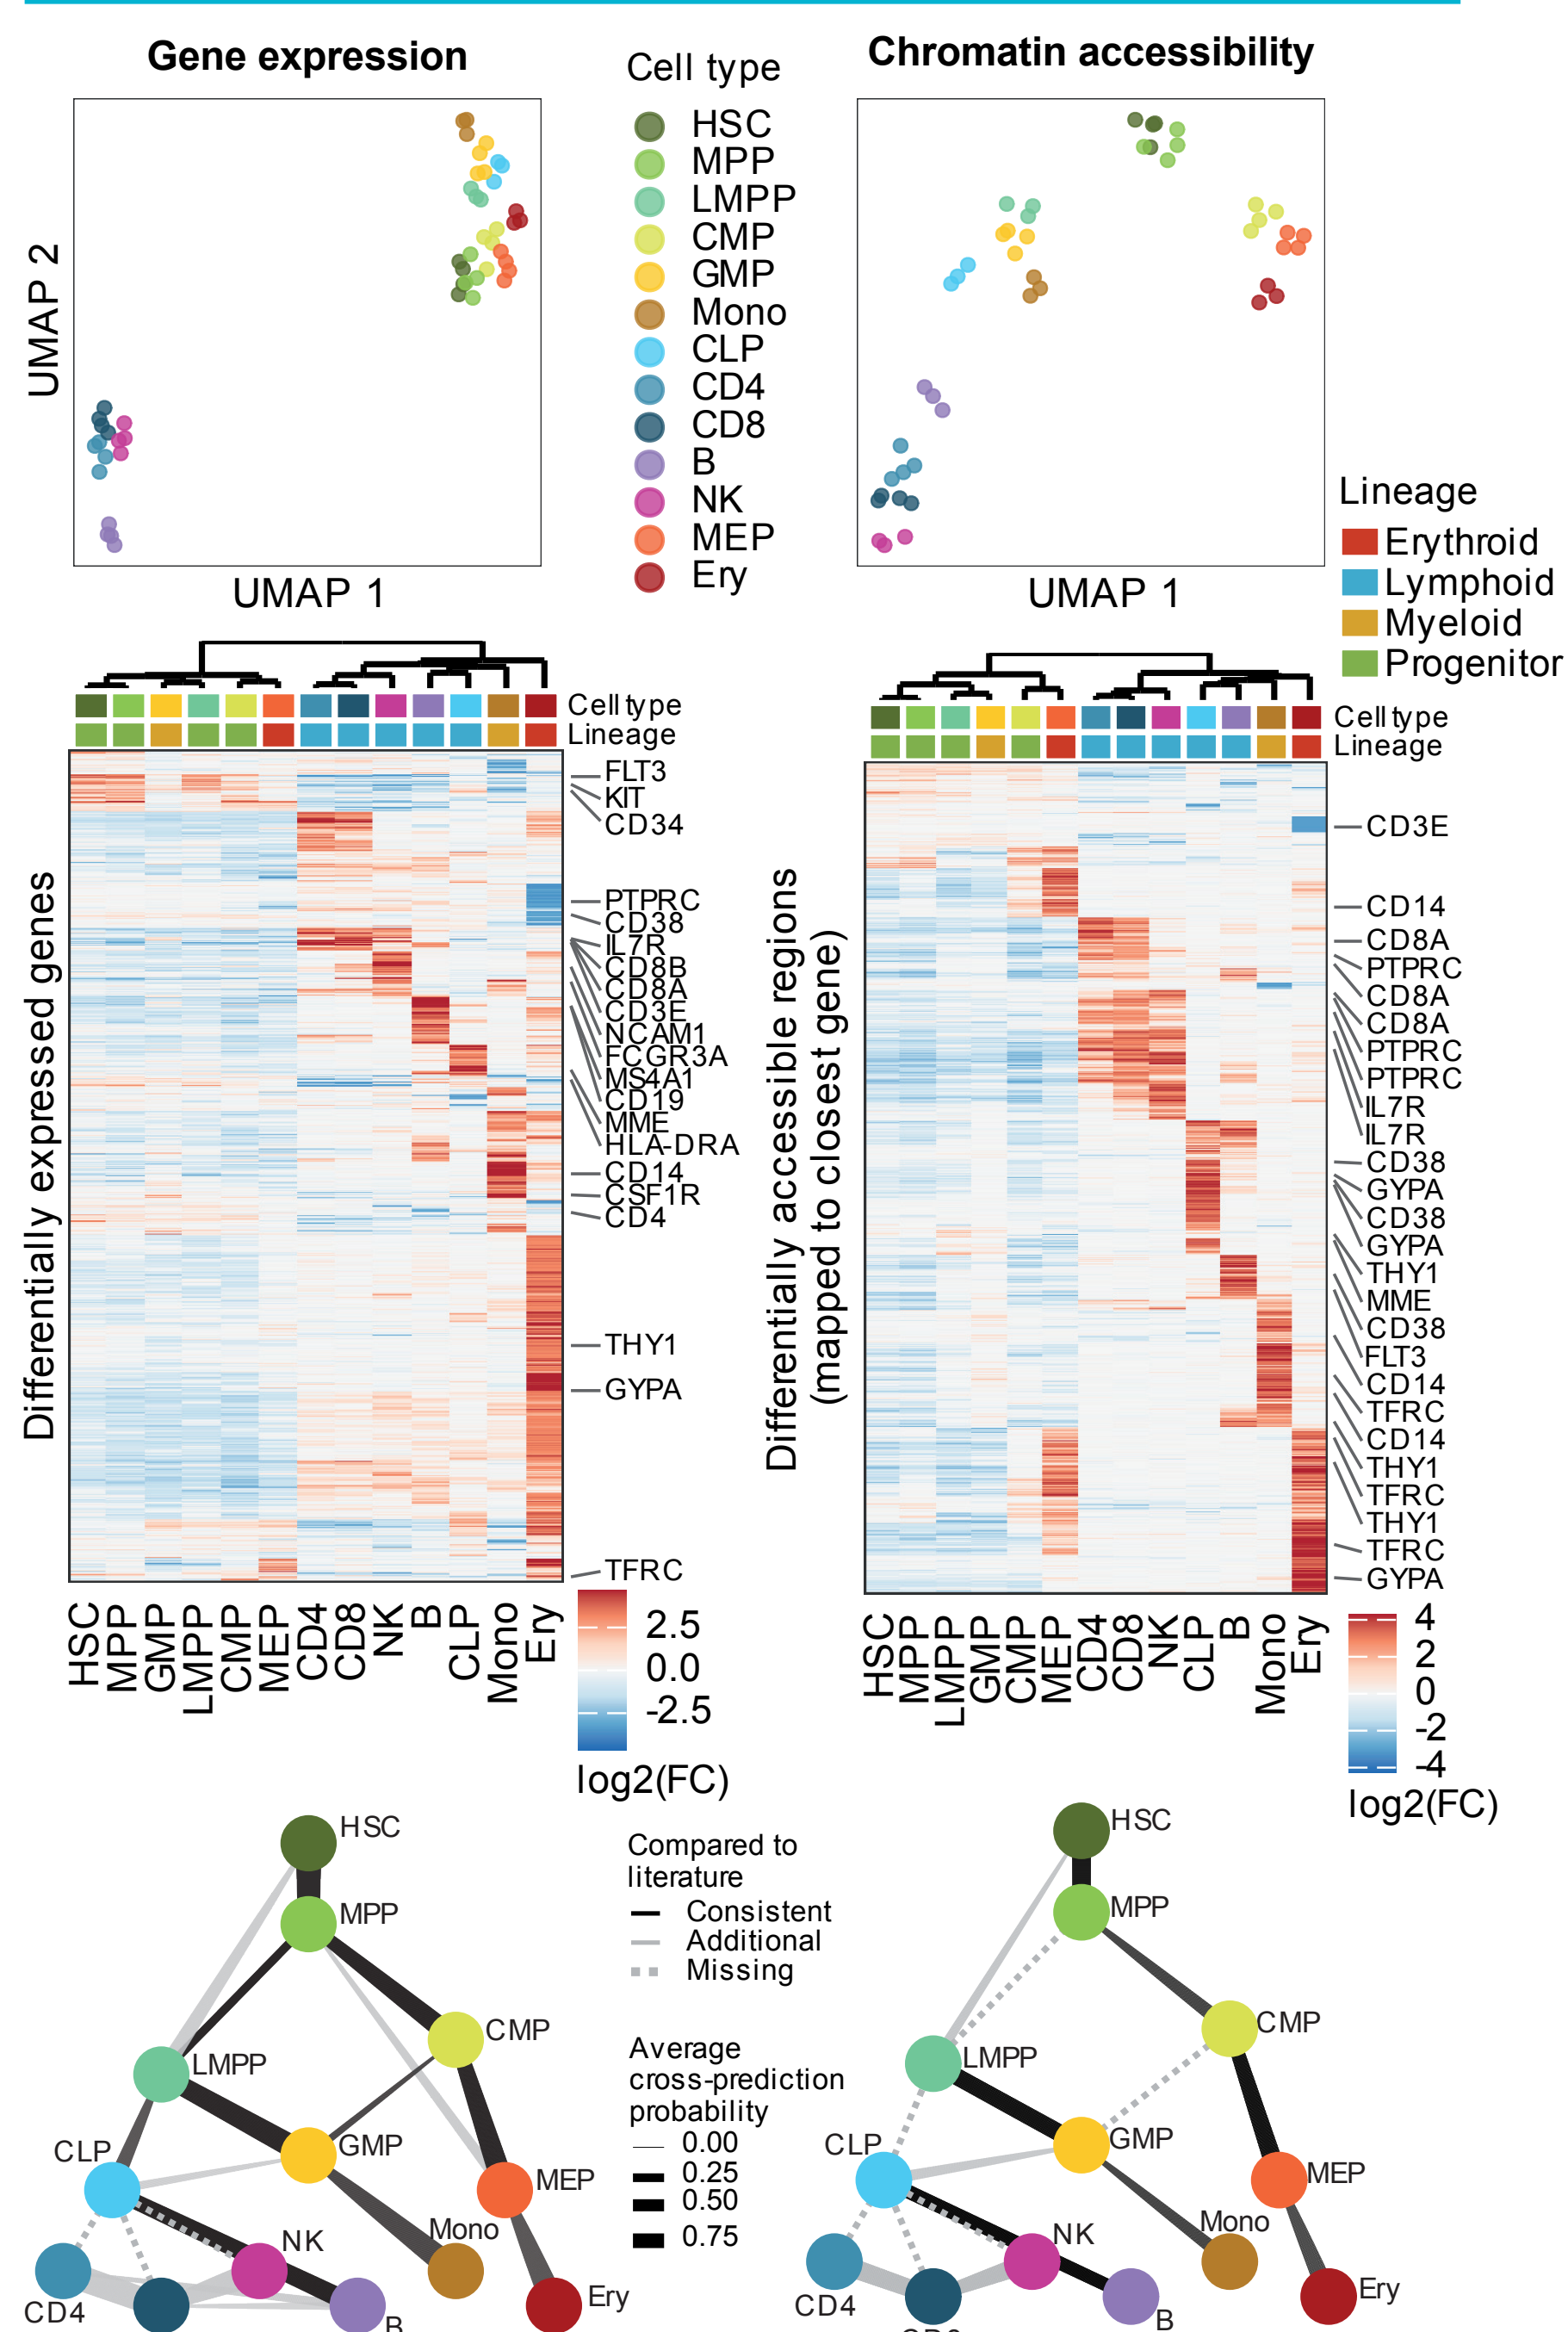 Gene expression
Cell type
Chromatin accessibility
UMAP 2
UMAP 1
HSC
MPP
LMPP
CMP
GMP
Mono
CLP
CD4
CD8
B
NK
MEP
Ery
UMAP 1
Lineage
Erythroid
Lymphoid
Myeloid
Progenitor
Cell type
Lineage
Differentially expressed genes
FLT3
KIT
CD34
PTPRC
CD38
IL7R
CD8B
CD8A
CD3E
NCAM1
FCGR3A
MS4A1
CD19
MME
HLA-DRA
CD14
CSF1R
CD4
THY1
GYPA
TFRC
HSC
MPP
GMP
LMPP
CMP
MEP
CD4
CD8
NK
B
CLP
Mono
Ery
2.5
0.0
-2.5
log2(FC)
Cell type
Lineage
Differentially accessible regions
(mapped to closest gene)
CD3E
CD14
CD8A
PTPRC
CD8A
CD8A
PTPRC
PTPRC
IL7R
IL7R
CD38
GYPA
CD38
GYPA
THY1
MME
CD38
FLT3
CD14
TFRC
CD14
THY1
TFRC
THY1
TFRC
GYPA
HSC
MPP
LMPP
GMP
CMP
MEP
CD4
CD8
NK
CLP
B
Mono
Ery
4
2
0
-2
-4
log2(FC)
HSC
MPP
CMP
LMPP
GMP
CLP
MEP
NK
Mono
CD4
Ery
B
Compared to
literature
Consistent
Additional
Missing
Average
cross-prediction
probability
0.00
0.25
0.50
0.75
HSC
MPP
CMP
LMPP
GMP
CLP
MEP
NK
Mono
CD4
Ery
B